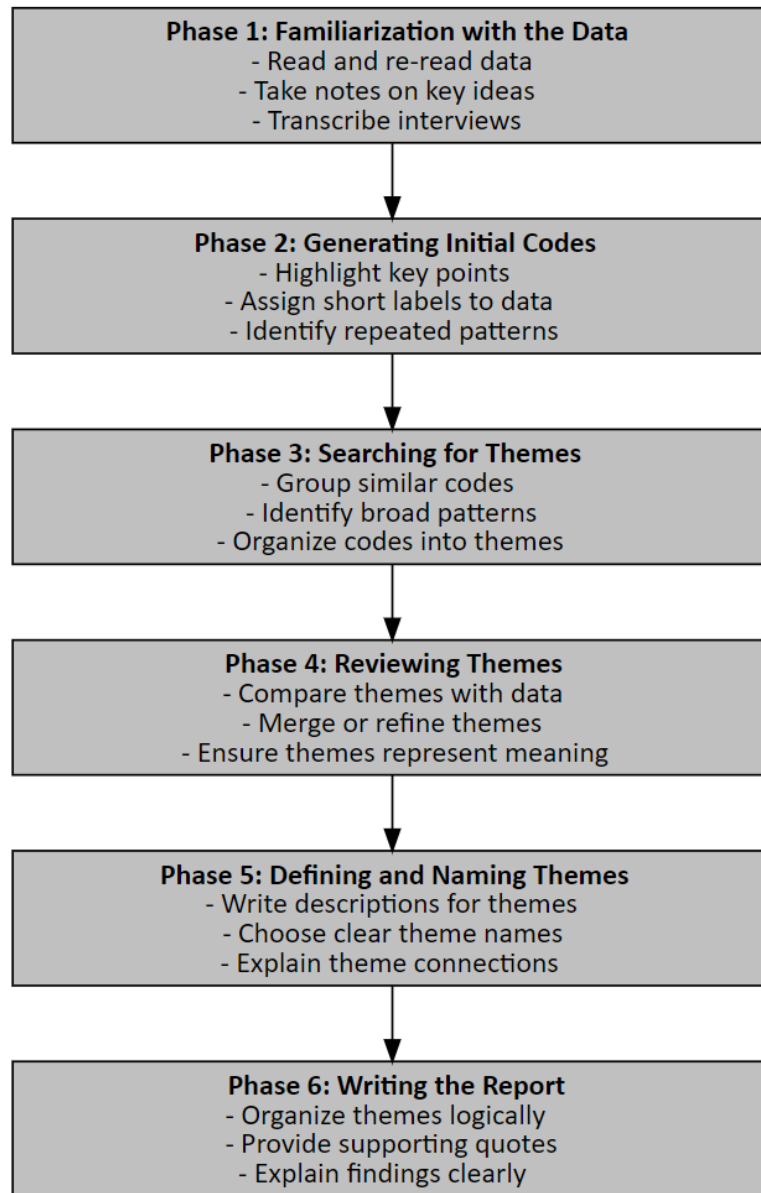 Phase 1: Familiarization with the Data
- Read and re-read data
- Take notes on key ideas
- Transcribe interviews
Phase 2: Generating Initial Codes
- Highlight key points
- Assign short labels to data
- Identify repeated patterns
Phase 3: Searching for Themes
- Group similar codes
- Identify broad patterns
- Organize codes into themes
Phase 4: Reviewing Themes
- Compare themes with data
- Merge or refine themes
- Ensure themes represent meaning
Phase 5: Defining and Naming Themes
- Write descriptions for themes
- Choose clear theme names
- Explain theme connections
Phase 6: Writing the Report
- Organize themes logically
- Provide supporting quotes
- Explain findings clearly